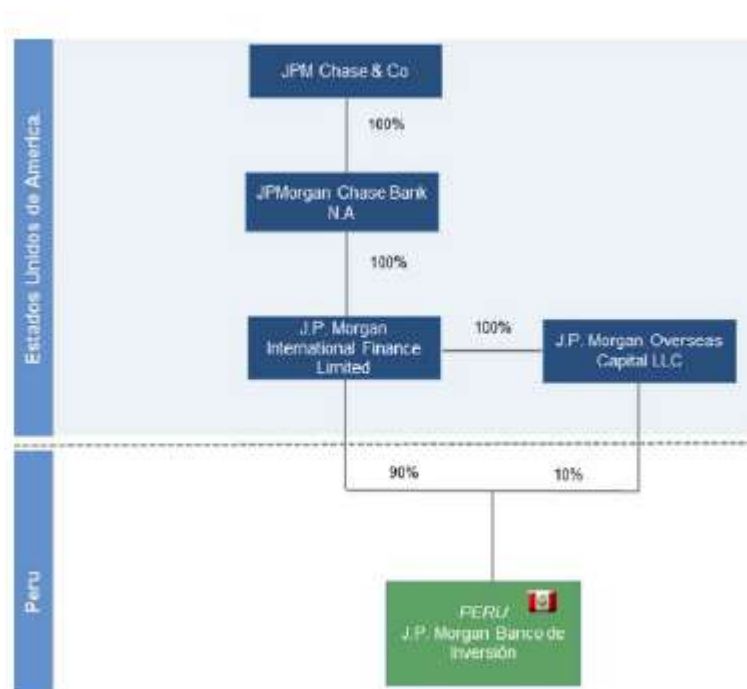 JPM Chase & Co
100%
JPMorgan Chase Bank
N.A
100%
J.P. Morgan
International Finance
Limited
100%
J.P. Morgan Overseas
Capital LLC
Estados Unidos de America
90%
10%
Peru
PERU
J.P. Morgan Banco de
Inversión